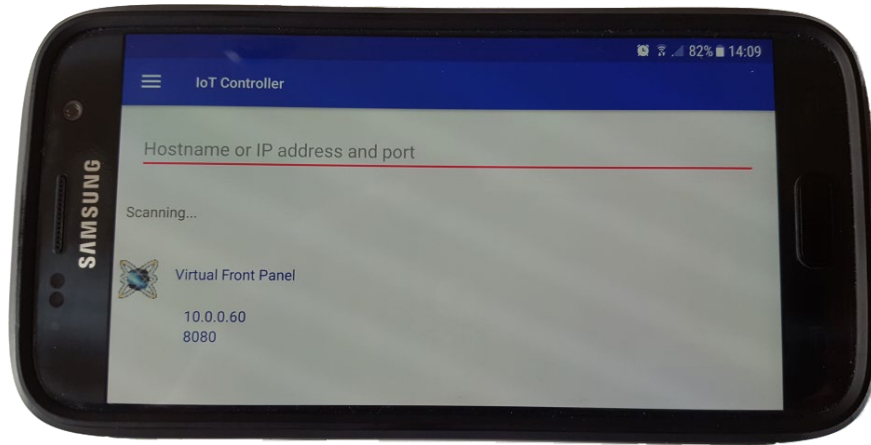 82% 14:09
IoT Controller
Hostname or IP address and port
SAMSUNG
Scanning...
Virtual Front Panel
10.0.0.60
8080